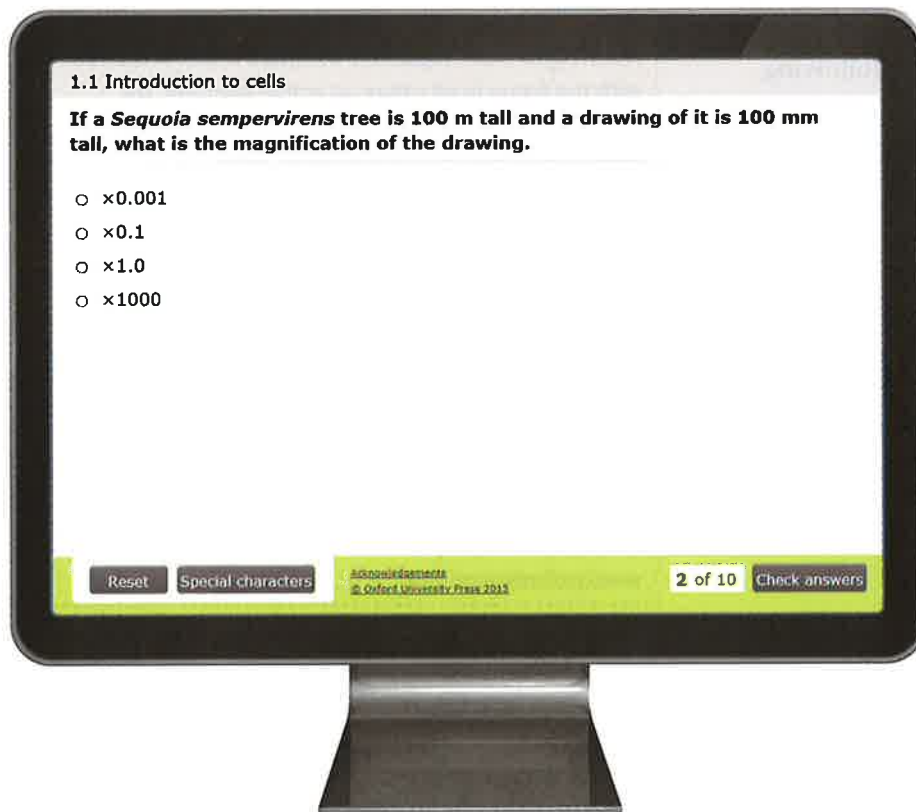 1.1 Introduction to cells
If a Sequoia sempervirens tree is 100 m tall and a drawing of it is 100 mm
tall, what is the magnification of the drawing.
×0.001
×0.1
×1.0
×1000
Reset
Special characters
Acknowledgements
© Oxford University Press 2015
2 of 10
Check answers